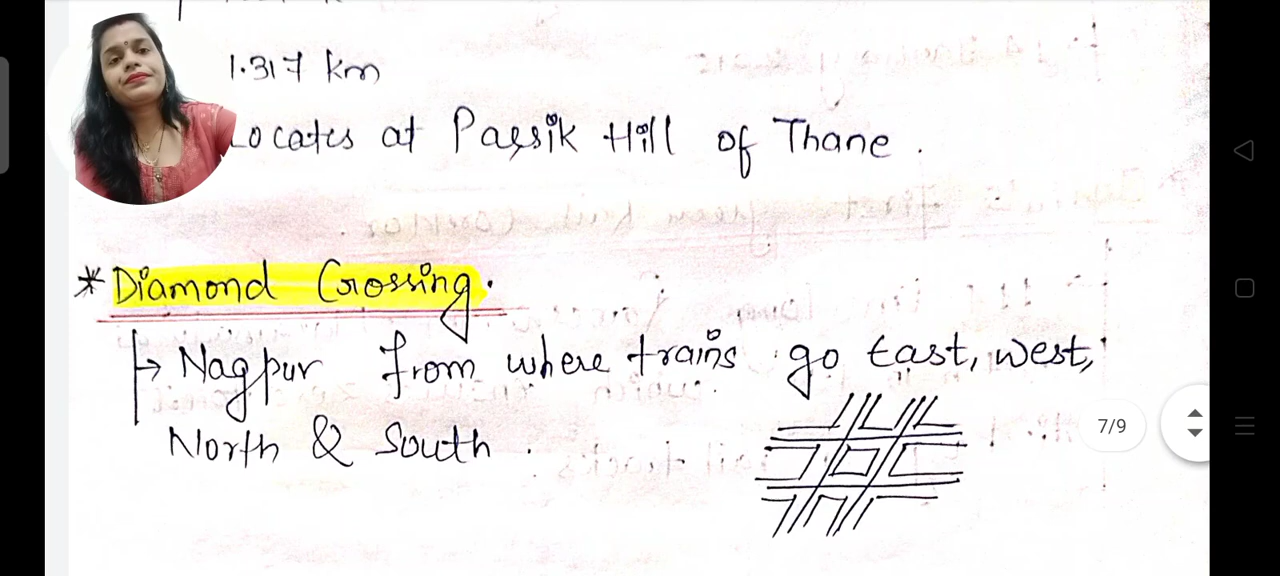 1.317 km
Locates at Parsik Hill of Thane .
* Diamond Crossing.
↳ Nagpur from where trains go East, west,
North & South .
7/9